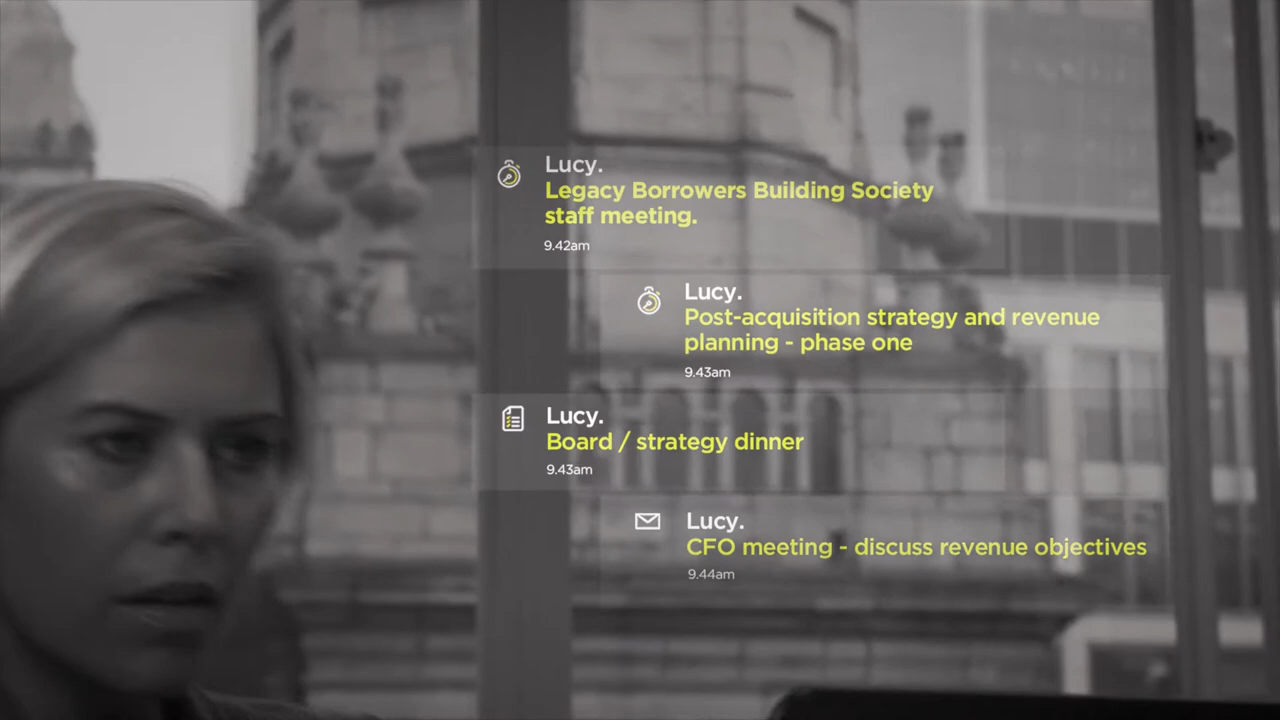 Lucy.
Legacy Borrowers Building Society
staff meeting.
9.42am
Lucy.
Post-acquisition strategy and revenue
planning - phase one
9.43am
Lucy.
Board / strategy dinner
9.43am
Lucy.
CFO meeting - discuss revenue objectives
9.44am